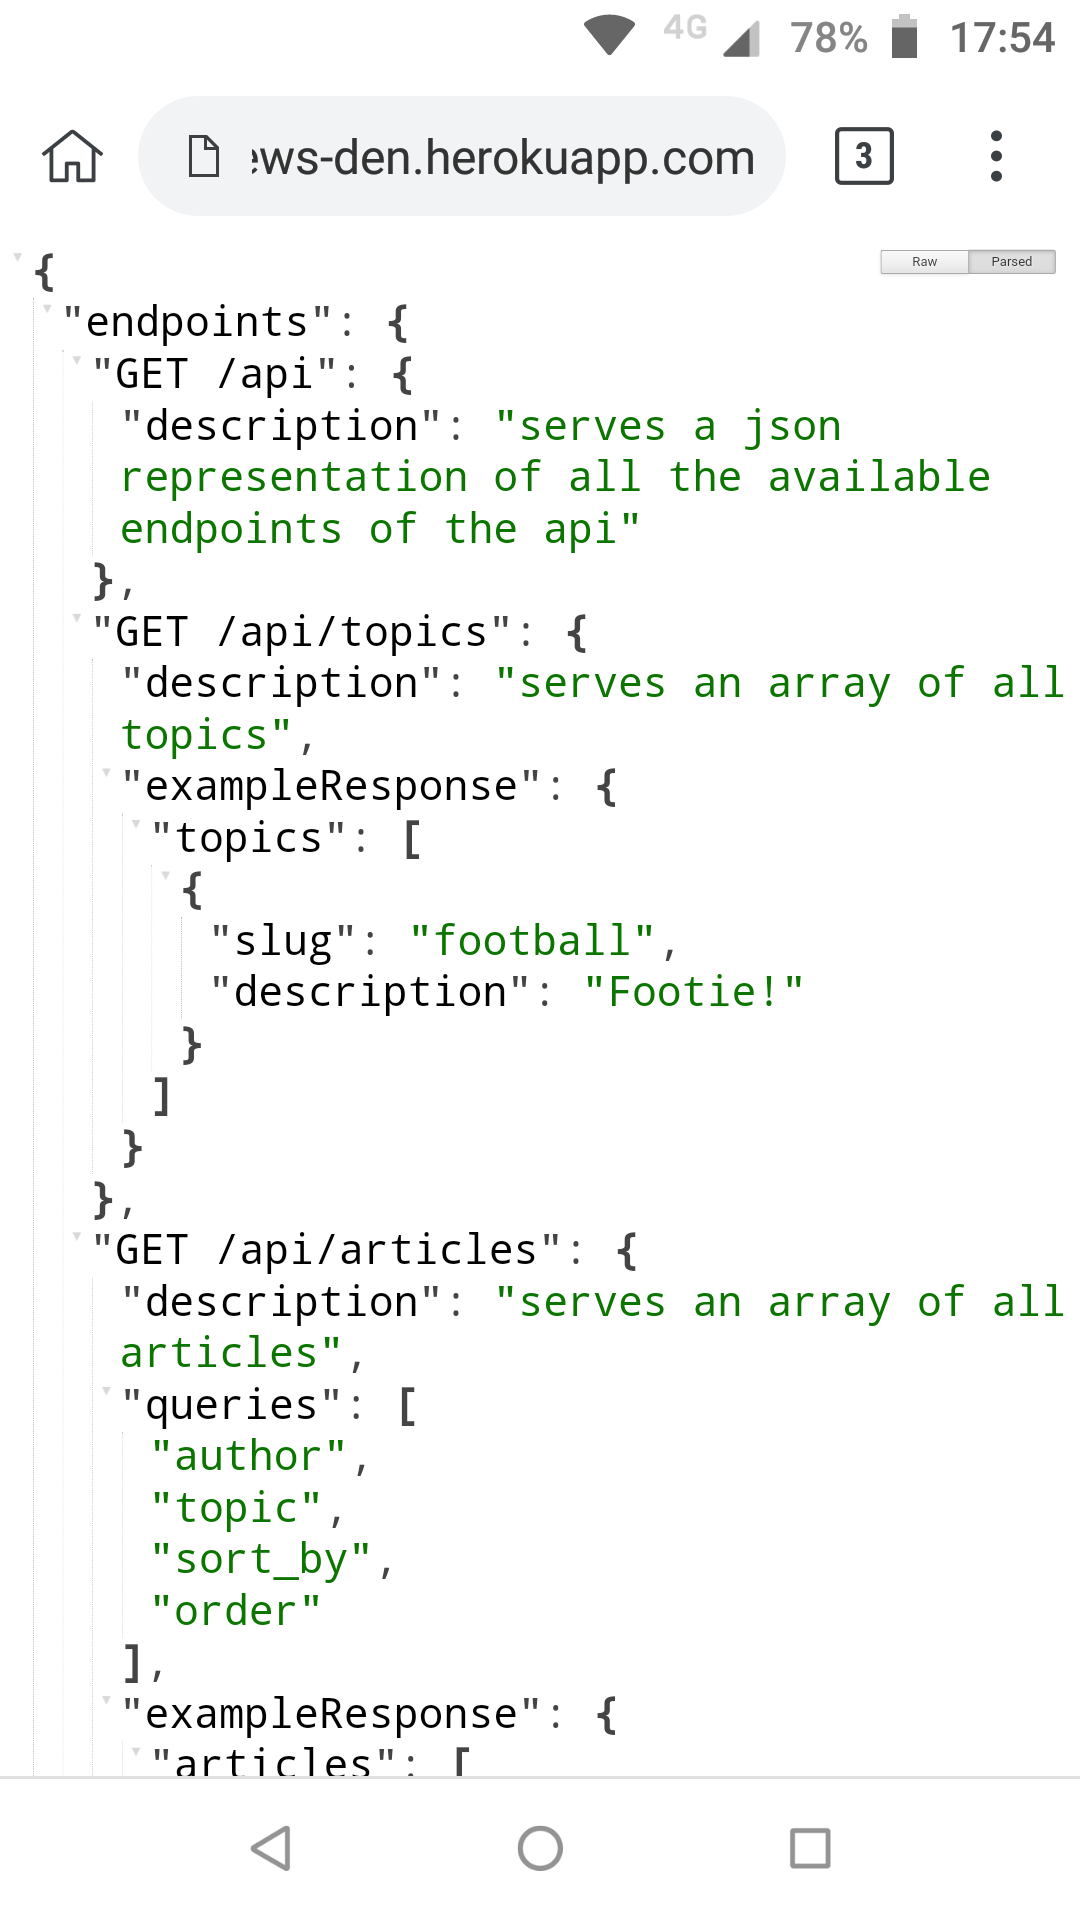 4G 78% 17:54
ews-den.herokuapp.com 3
{
Raw Parsed
"endpoints": {
"GET /api": {
"description": "serves a json
representation of all the available
endpoints of the api"
},
"GET /api/topics": {
"description": "serves an array of all
topics",
"exampleResponse": {
"topics": [
{
"slug": "football",
"description": "Footie!"
}
]
}
},
"GET /api/articles": {
"description": "serves an array of all
articles",
"queries": [
"author",
"topic",
"sort_by",
"order"
],
"exampleResponse": {
"articles": [